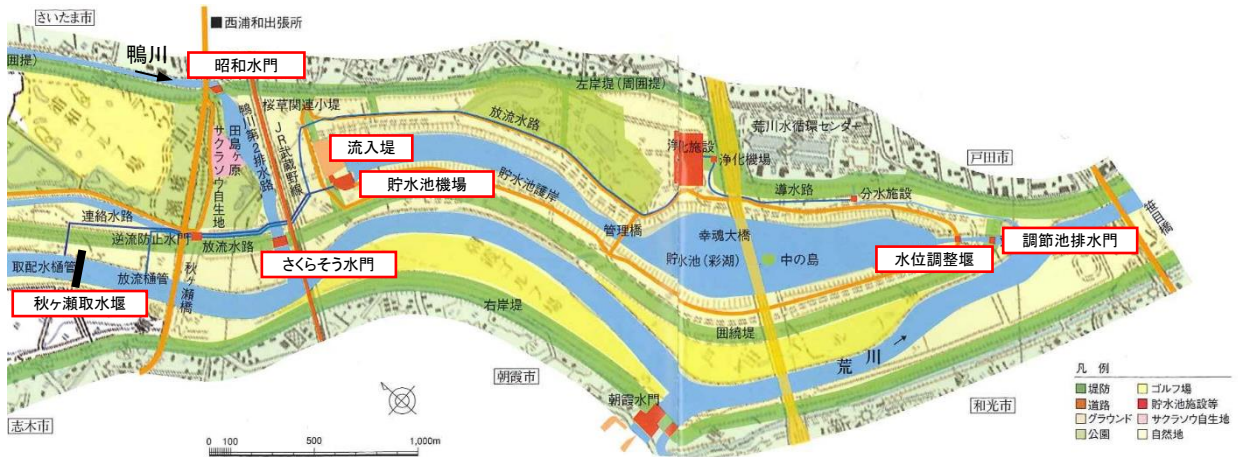 さいたま市
■西浦和出張所
鴨川
昭和水門
囲堤)
左岸堤(周囲提)
桜草関連小堤
放流水路
荒川水循環センター
田島ヶ原
サクラソウ自生地
鴨川第2排水路
JR武蔵野線
流入堤
貯水池機場
浄化施設
浄化機場
戸田市
貯水池護岸
導水路
分水施設
笹目橋
連絡水路
逆流防止水門
放流水路
管理橋
幸魂大橋
調節池排水門
取配水樋管
放流樋管
秋ヶ瀬橋
さくらそう水門
貯水池(彩湖)
中の島
水位調整堰
秋ヶ瀬取水堰
右岸堤
囲繞堤
荒川
朝霞市
朝霞水門
和光市
志木市
0 100 500 1,000m
凡例
堤防
ゴルフ場
道路
貯水池施設等
グラウンド
サクラソウ自生地
公園
自然地